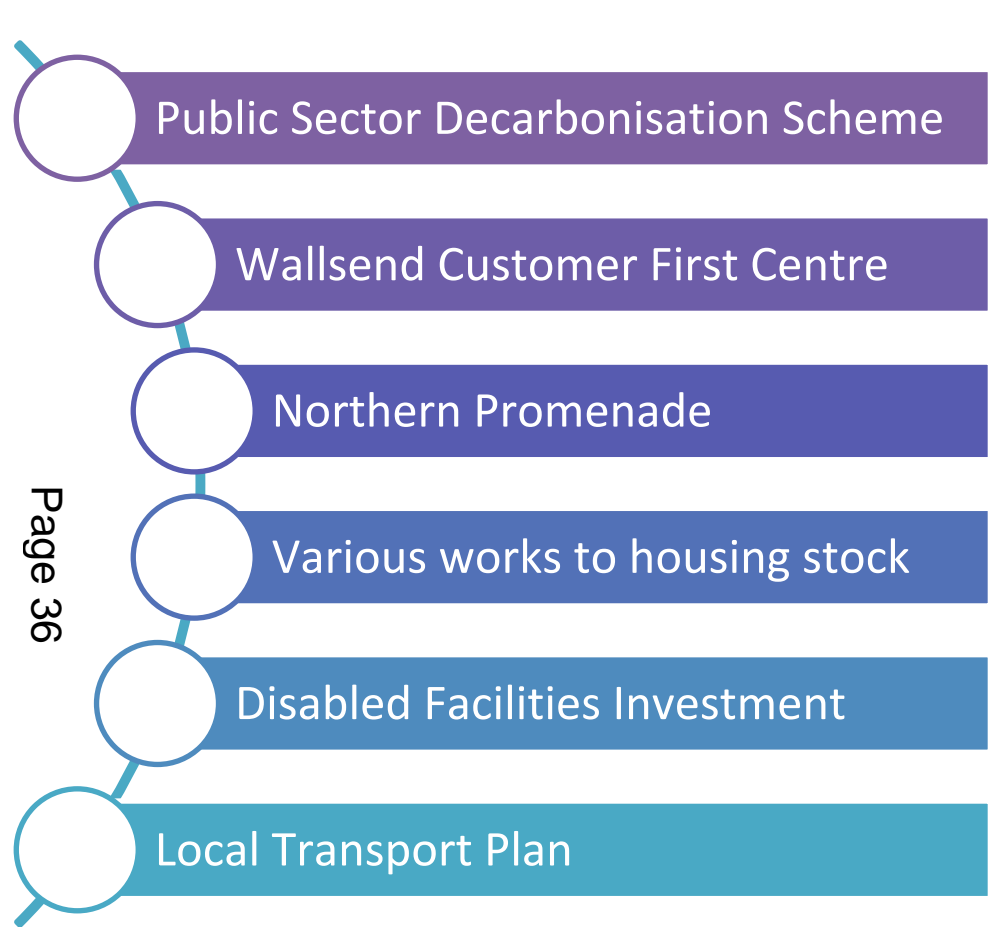 Public Sector Decarbonisation Scheme
Wallsend Customer First Centre
Northern Promenade
Various works to housing stock
Disabled Facilities Investment
Local Transport Plan
Page 36